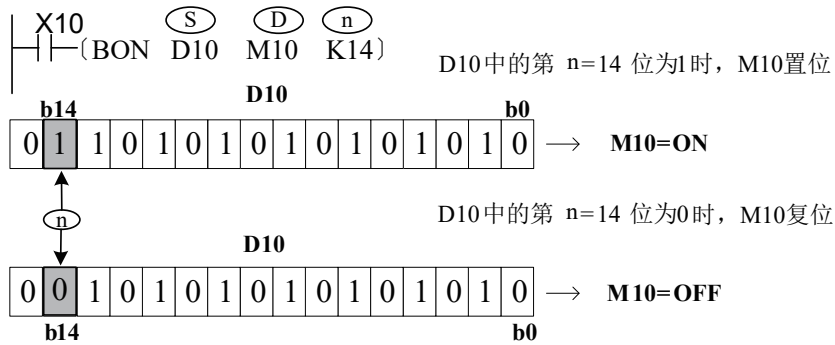 X10 S D n
BON D10 M10 K14
D10中的第 n=14 位为1时，M10置位
D10
b14 b0
0 1 1 0 1 0 1 0 1 0 1 0 1 0 1 0 → M10=ON
n
D10中的第 n=14 位为0时，M10复位
D10
0 0 1 0 1 0 1 0 1 0 1 0 1 0 1 0 → M10=OFF
b14 b0